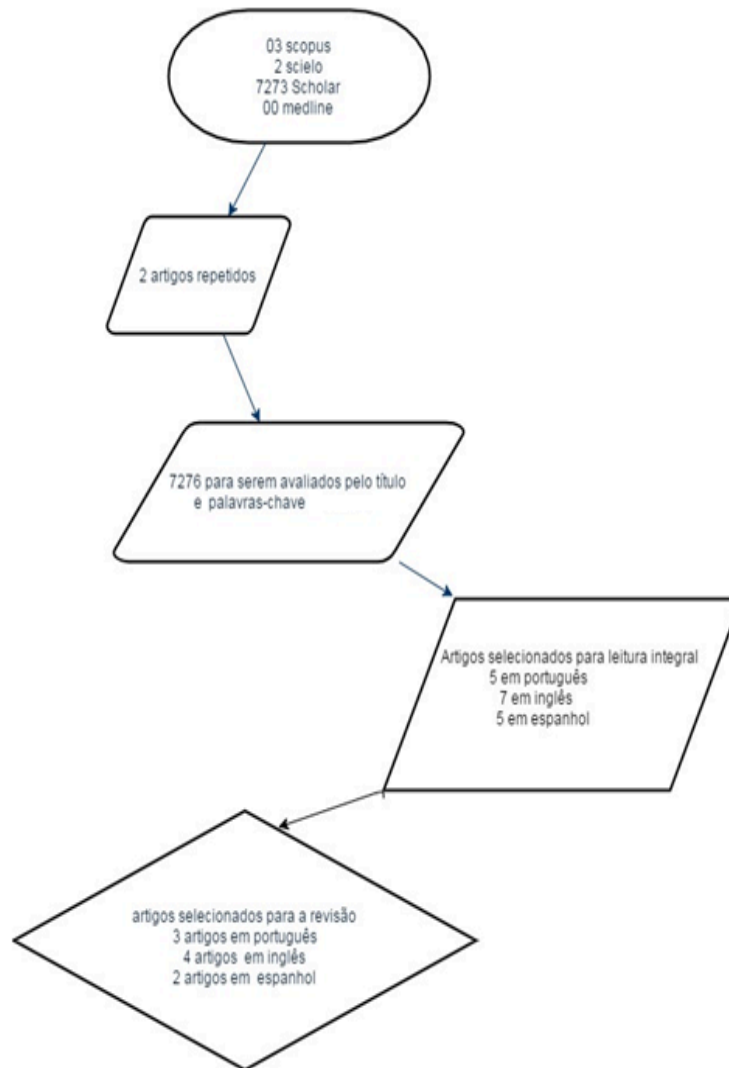 03 scopus
2 scielo
7273 Scholar
00 medline
2 artigos repetidos
7276 para serem avaliados pelo título
e palavras-chave
Artigos selecionados para leitura integral
5 em português
7 em inglês
5 em espanhol
artigos selecionados para a revisão
3 artigos em português
4 artigos em inglês
2 artigos em espanhol